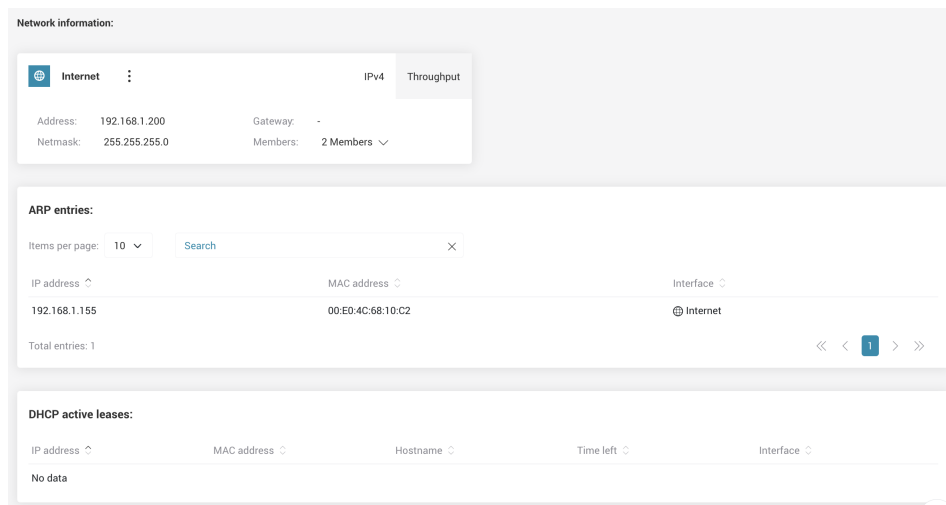 Network information:
Internet IPv4 Throughput
Address: 192.168.1.200 Gateway: -
Netmask: 255.255.255.0 Members: 2 Members
ARP entries:
Items per page: 10 Search
IP address MAC address Interface
192.168.1.155 00:E0:4C:68:10:C2 Internet
Total entries: 1 1
DHCP active leases:
IP address MAC address Hostname Time left Interface
No data